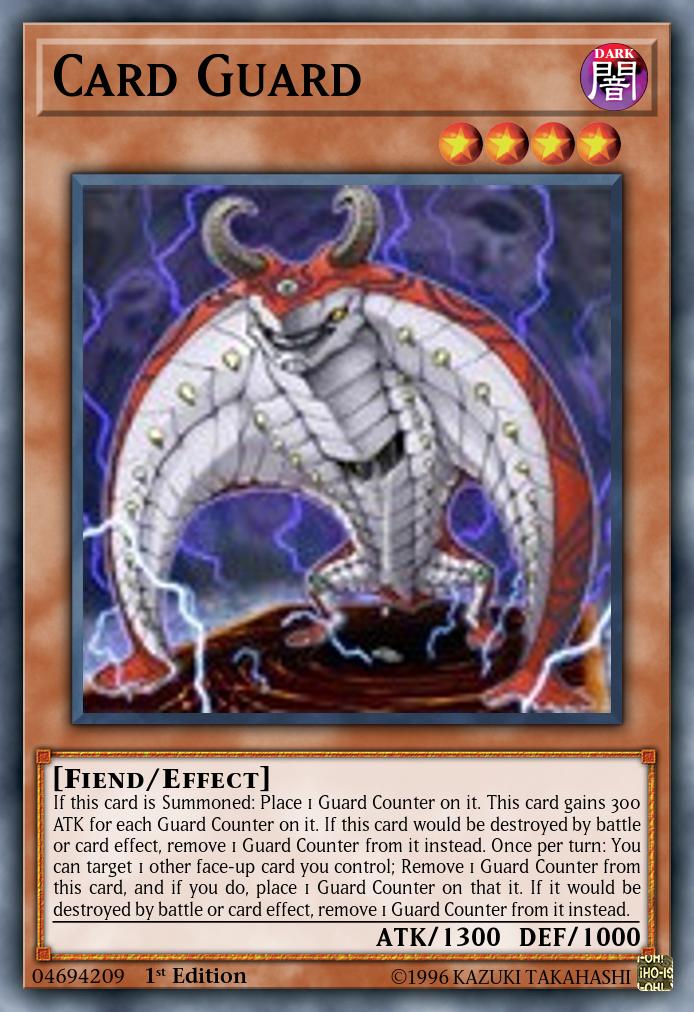 Card Guard
DARK
闇
[Fiend/Effect]
If this card is Summoned: Place 1 Guard Counter on it. This card gains 300
ATK for each Guard Counter on it. If this card would be destroyed by battle
or card effect, remove 1 Guard Counter from it instead. Once per turn: You
can target 1 other face-up card you control; Remove 1 Guard Counter from
this card, and if you do, place 1 Guard Counter on that it. If it would be
destroyed by battle or card effect, remove 1 Guard Counter from it instead.
ATK/1300 DEF/1000
04694209 1st Edition ©1996 KAZUKI TAKAHASHI